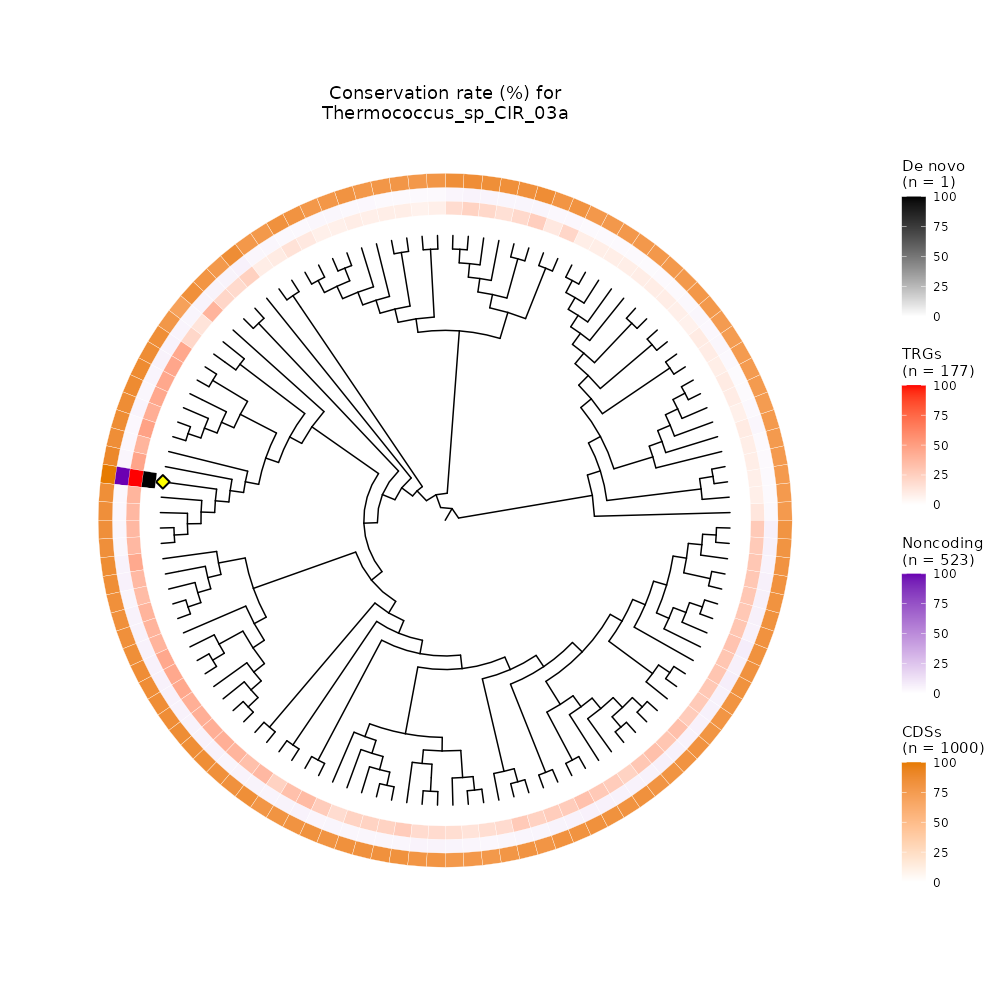 Conservation rate (%) for
Thermococcus_sp_CIR_03a
De novo
(n = 1)
100
75
50
25
0
TRGs
(n = 177)
100
75
50
25
0
Noncoding
(n = 523)
100
75
50
25
0
CDSs
(n = 1000)
100
75
50
25
0